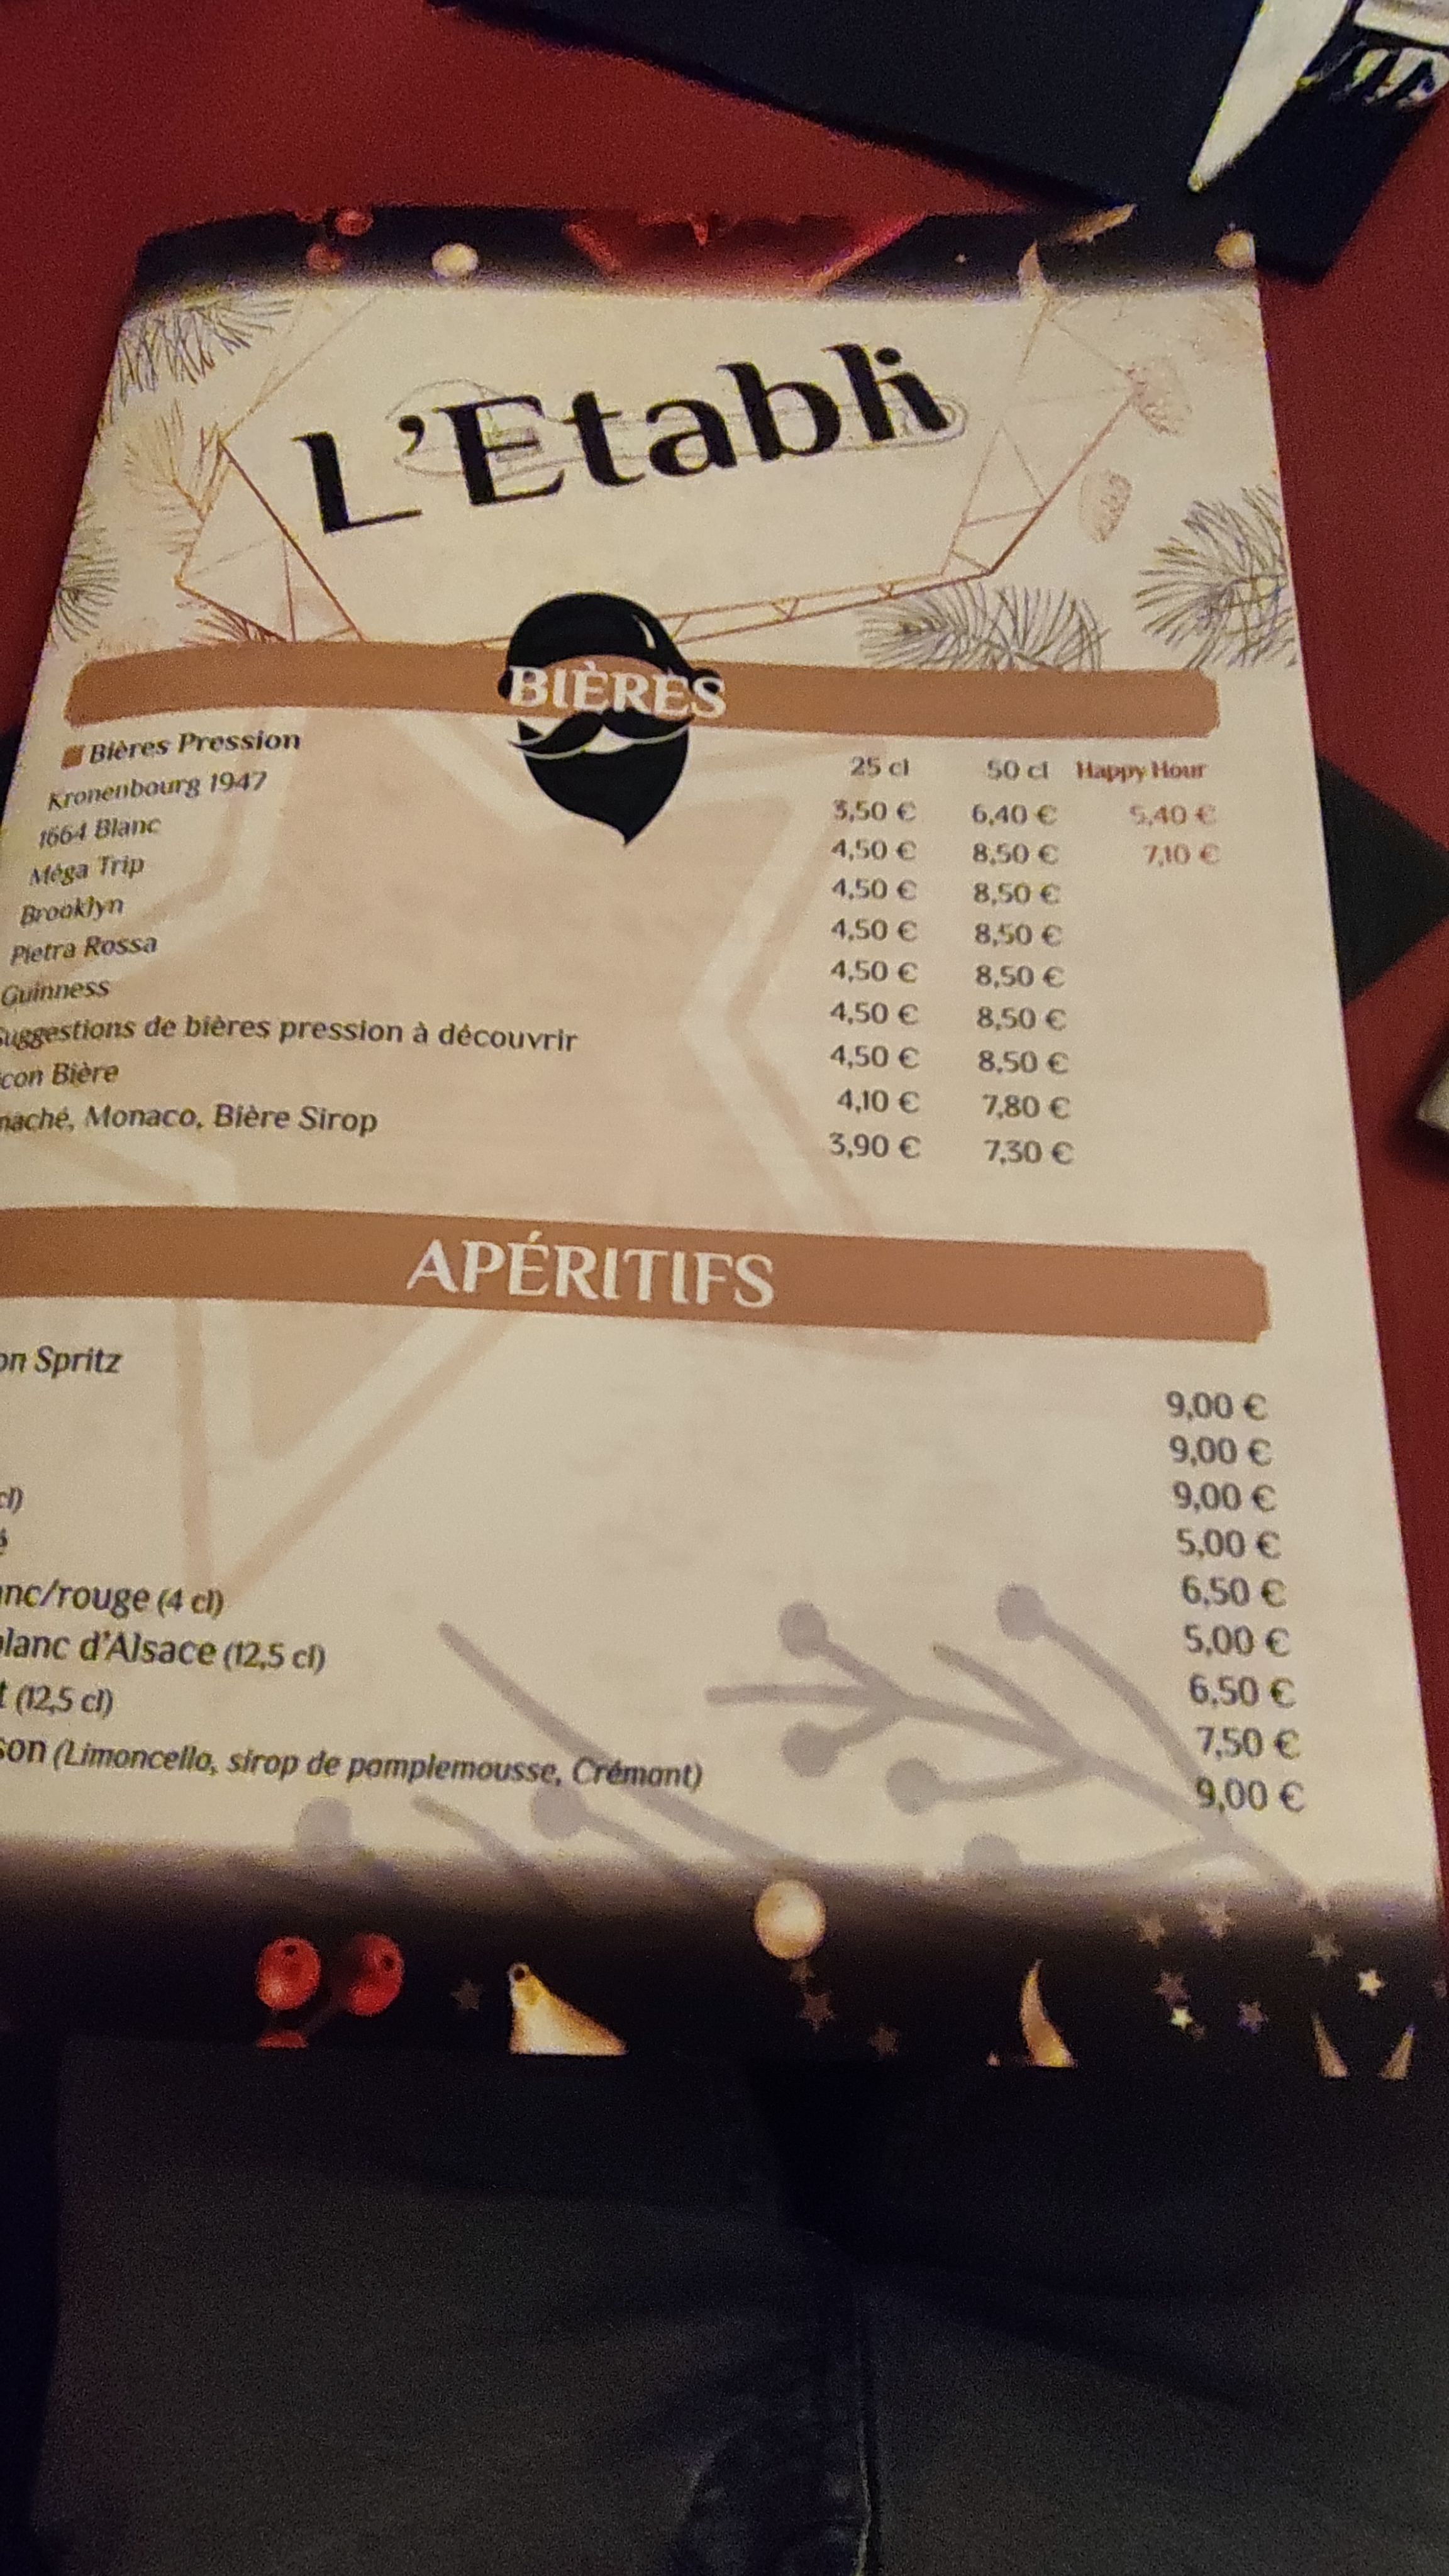 L'Etabli
BIÈRES
Bières Pression 25 cl 50 cl Happy Hour
Kronenbourg 1947 3,50 € 6,40 € 5,40 €
1664 Blanc 4,50 € 8,50 € 7,10 €
Méga Trip 4,50 € 8,50 €
Brooklyn 4,50 € 8,50 €
Pietra Rossa 4,50 € 8,50 €
Guinness 4,50 € 8,50 €
Suggestions de bières pression à découvrir 4,50 € 8,50 €
icon Bière 4,10 € 7,80 €
naché, Monaco, Bière Sirop 3,90 € 7,30 €
APÉRITIFS
on Spritz 9,00 €
9,00 €
9,00 €
cl) 5,00 €
é 6,50 €
anc/rouge (4 cl) 5,00 €
blanc d'Alsace (12,5 cl) 6,50 €
t (12,5 cl) 7,50 €
son (Limoncello, sirop de pamplemousse, Crémant) 9,00 €